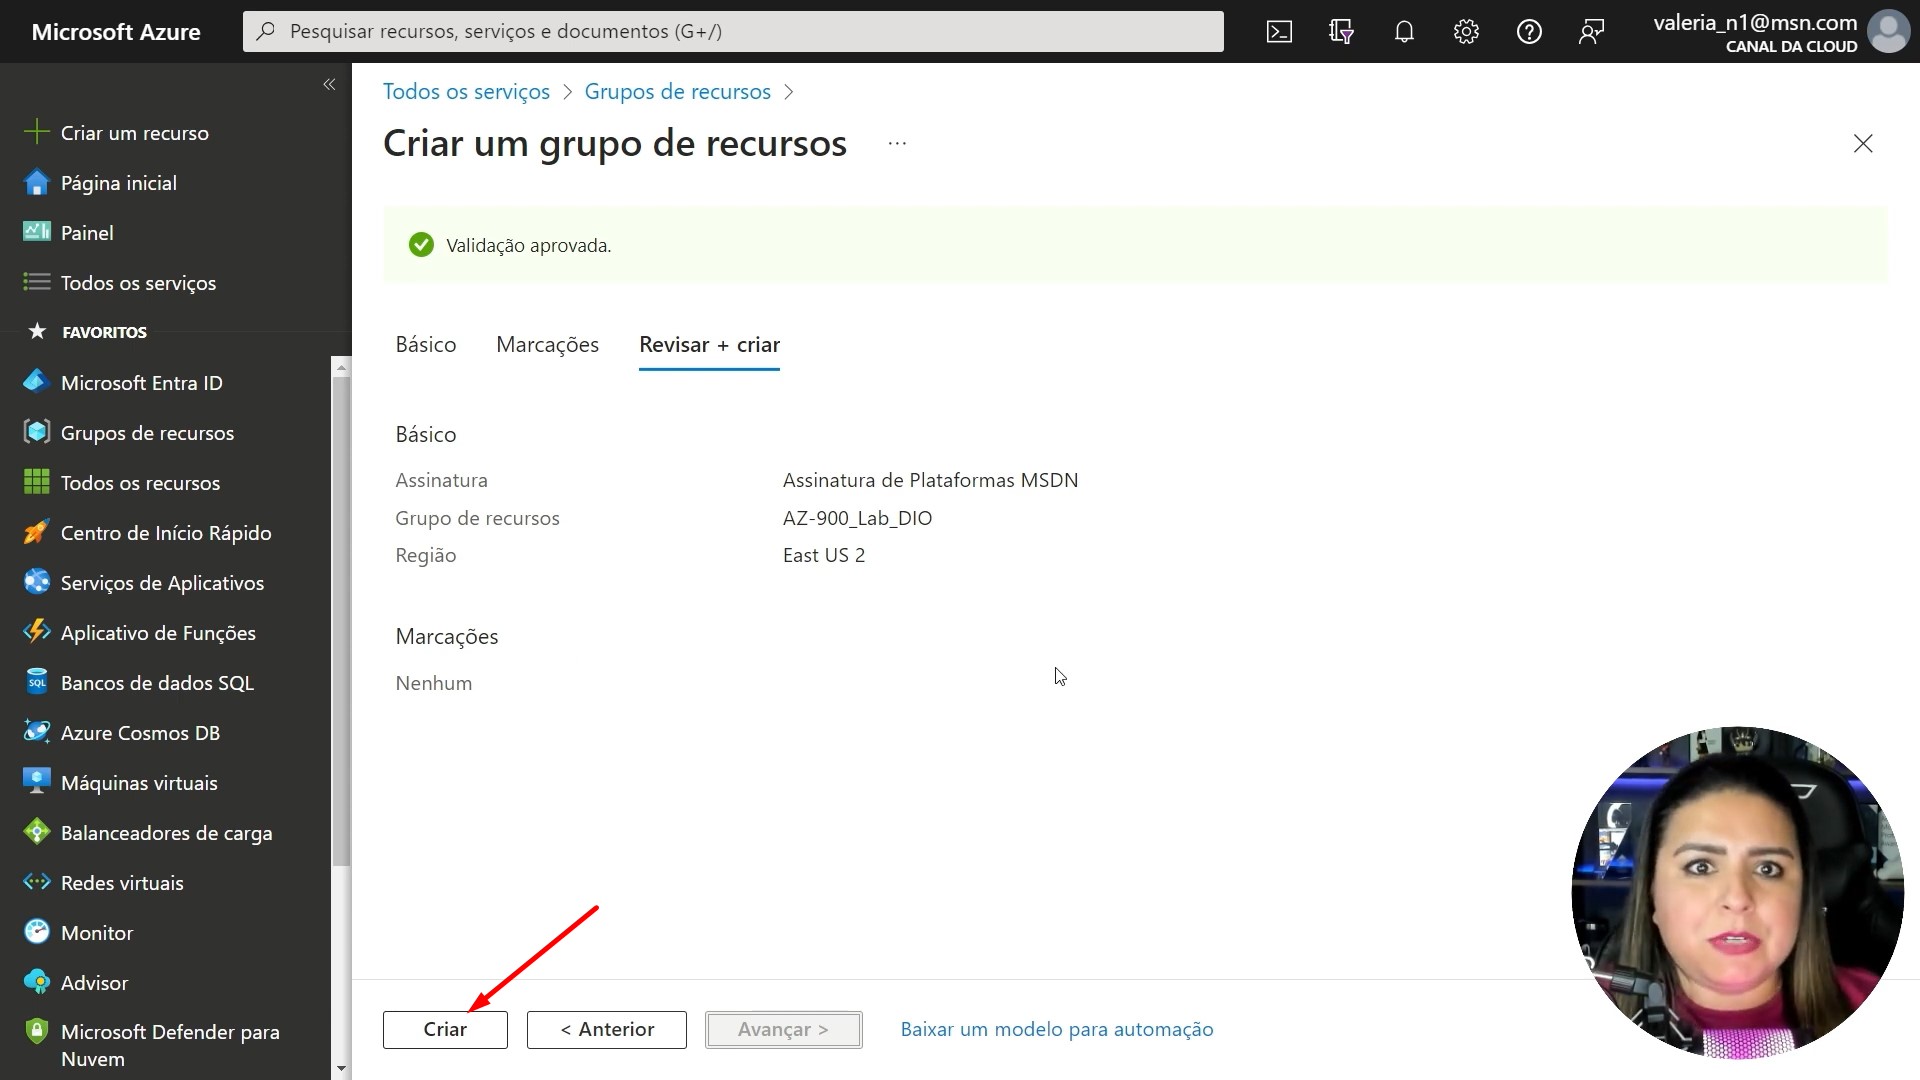 Microsoft Azure
Pesquisar recursos, serviços e documentos (G+/)
valeria_n1@msn.com
CANAL DA CLOUD
Criar um recurso
Página inicial
Painel
Todos os serviços
FAVORITOS
Microsoft Entra ID
Grupos de recursos
Todos os recursos
Centro de Início Rápido
Serviços de Aplicativos
Aplicativo de Funções
SQL
Bancos de dados SQL
Azure Cosmos DB
Máquinas virtuais
Balanceadores de carga
Redes virtuais
Monitor
Advisor
Microsoft Defender para
Nuvem
Todos os serviços > Grupos de recursos >
Criar um grupo de recursos ...
Validação aprovada.
Básico Marcações Revisar + criar
Básico
Assinatura Assinatura de Plataformas MSDN
Grupo de recursos AZ-900_Lab_DIO
Região East US 2
Marcações
Nenhum
Criar < Anterior Avançar > Baixar um modelo para automação